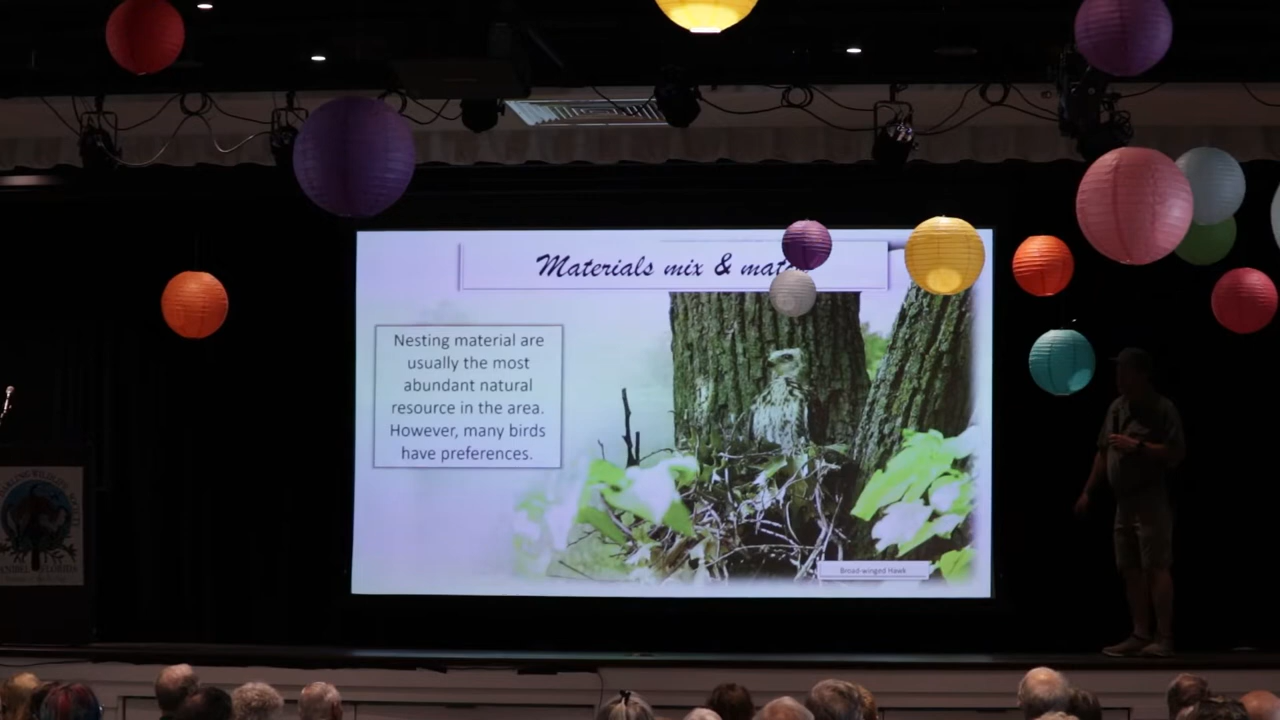 Materials mix & mat
Nesting material are
usually the most
abundant natural
resource in the area.
However, many birds
have preferences.
Broad-winged Hawk